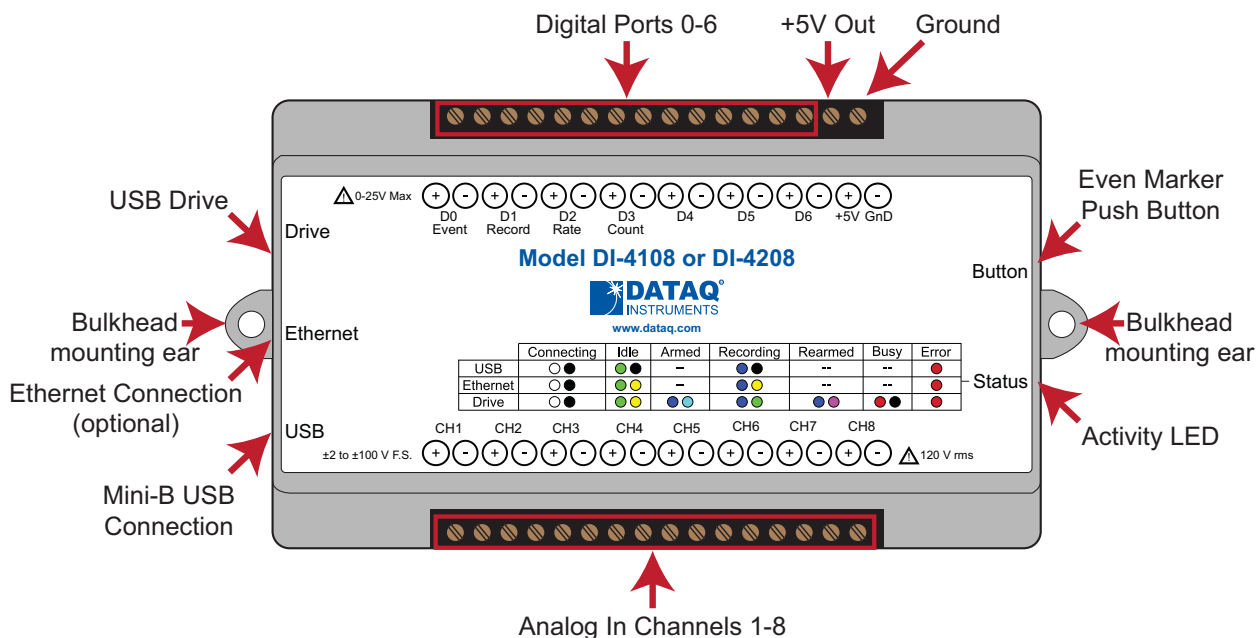 Digital Ports 0-6 +5V Out Ground
USB Drive
Even Marker
Push Button
⚠ 0-25V Max + - + - + - + - + - + - + - + -
D0 D1 D2 D3 D4 D5 D6 +5V GnD
Event Record Rate Count
Drive
Model DI-4108 or DI-4208
Button
DATAQ®
INSTRUMENTS
www.dataq.com
Bulkhead
mounting ear
Ethernet
Bulkhead
mounting ear
Connecting Idle Armed Recording Rearmed Busy Error
USB – -- --
Ethernet – -- --
Drive
Status
Ethernet Connection
(optional)
USB
CH1 CH2 CH3 CH4 CH5 CH6 CH7 CH8
±2 to ±100 V F.S. + - + - + - + - + - + - + - + - ⚠ 120 V rms
Activity LED
Mini-B USB
Connection
Analog In Channels 1-8